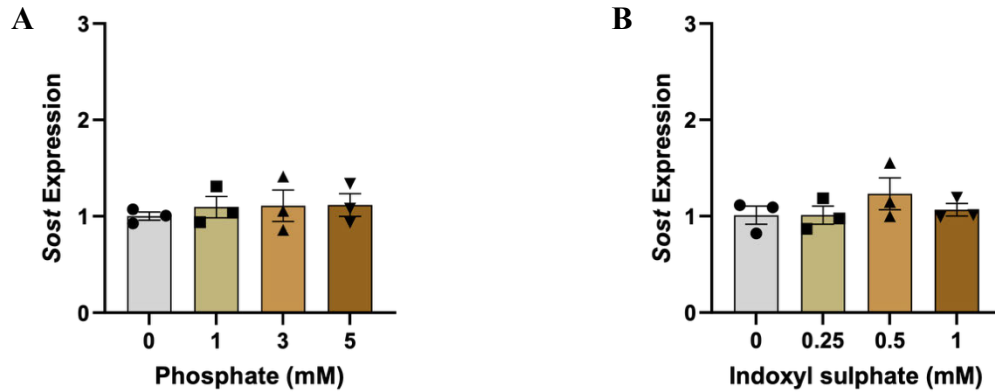 A
3
2
1
0
Sost Expression
0 1 3 5
Phosphate (mM)
B
3
2
1
0
Sost Expression
0 0.25 0.5 1
Indoxyl sulphate (mM)